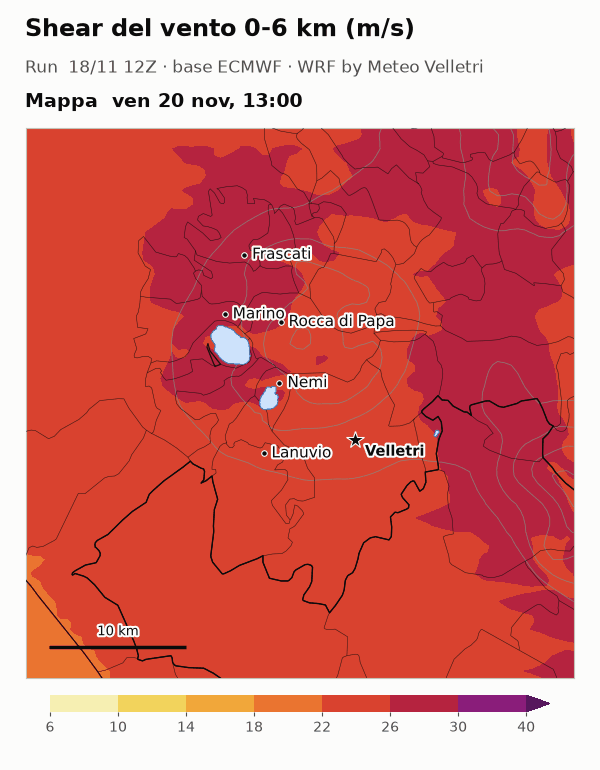 Shear del vento 0-6 km (m/s)
Run  18/11 12Z · base ECMWF · WRF by Meteo Velletri
Mappa  ven 20 nov, 13:00
Frascati
Marino
Rocca di Papa
Nemi
Velletri
Lanuvio
10 km
6 10 14 18 22 26 30 40